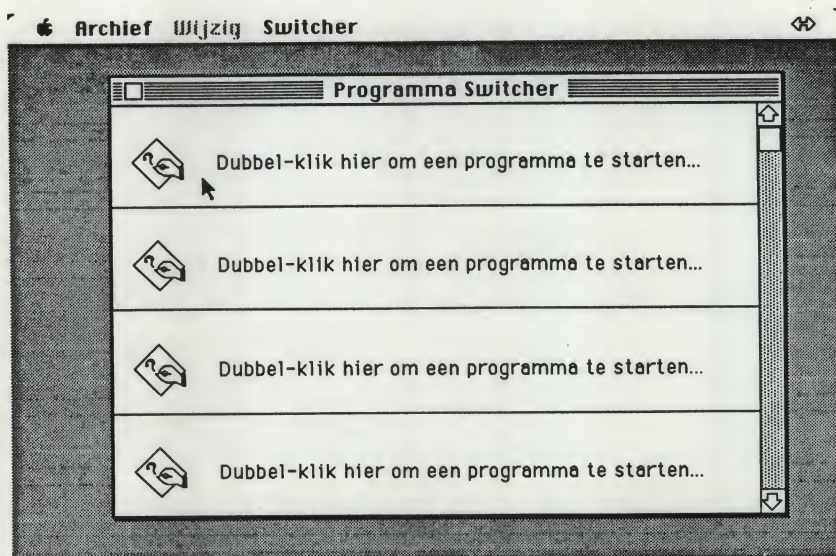 Archief Wijzig Switcher
Programma Switcher
Dubbel-klik hier om een programma te starten...
Dubbel-klik hier om een programma te starten...
Dubbel-klik hier om een programma te starten...
Dubbel-klik hier om een programma te starten...